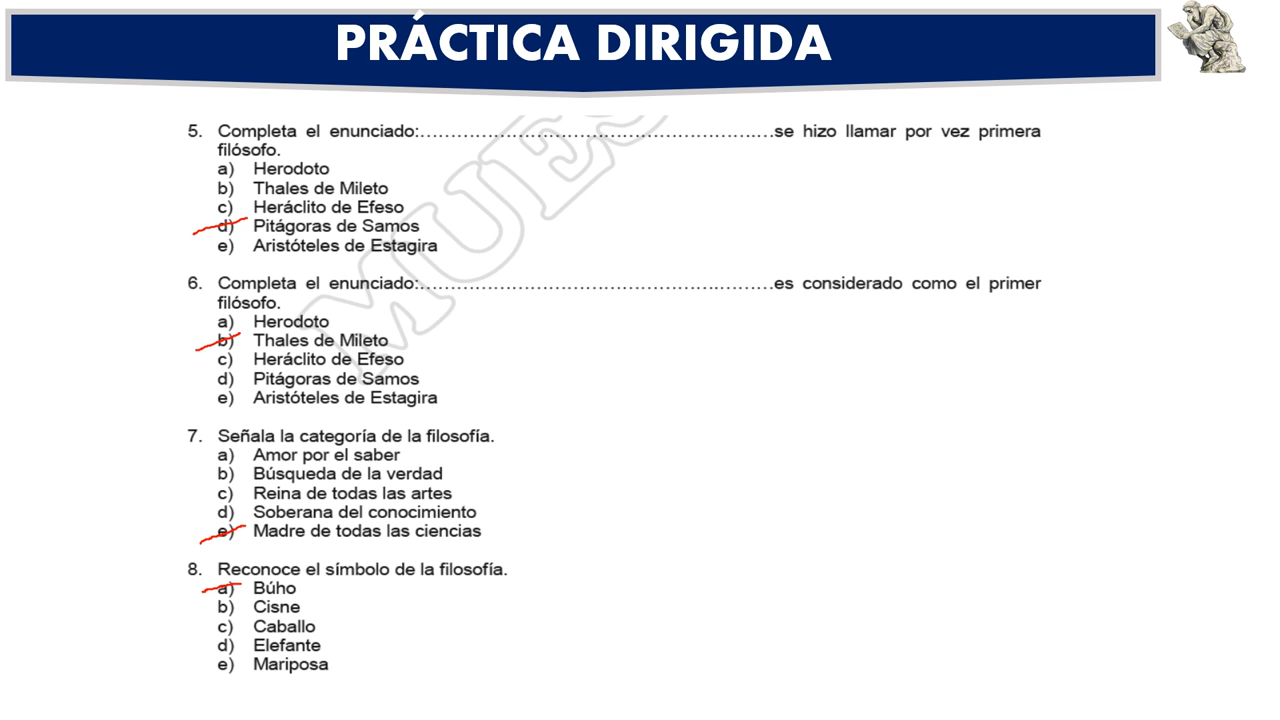 PRÁCTICA DIRIGIDA
5. Completa el enunciado:……………………………………………….…se hizo llamar por vez primera
filósofo.
a) Herodoto
b) Thales de Mileto
c) Heráclito de Efeso
d) Pitágoras de Samos
e) Aristóteles de Estagira
6. Completa el enunciado:………………………………………….………es considerado como el primer
filósofo.
a) Herodoto
b) Thales de Mileto
c) Heráclito de Efeso
d) Pitágoras de Samos
e) Aristóteles de Estagira
7. Señala la categoría de la filosofía.
a) Amor por el saber
b) Búsqueda de la verdad
c) Reina de todas las artes
d) Soberana del conocimiento
e) Madre de todas las ciencias
8. Reconoce el símbolo de la filosofía.
a) Búho
b) Cisne
c) Caballo
d) Elefante
e) Mariposa